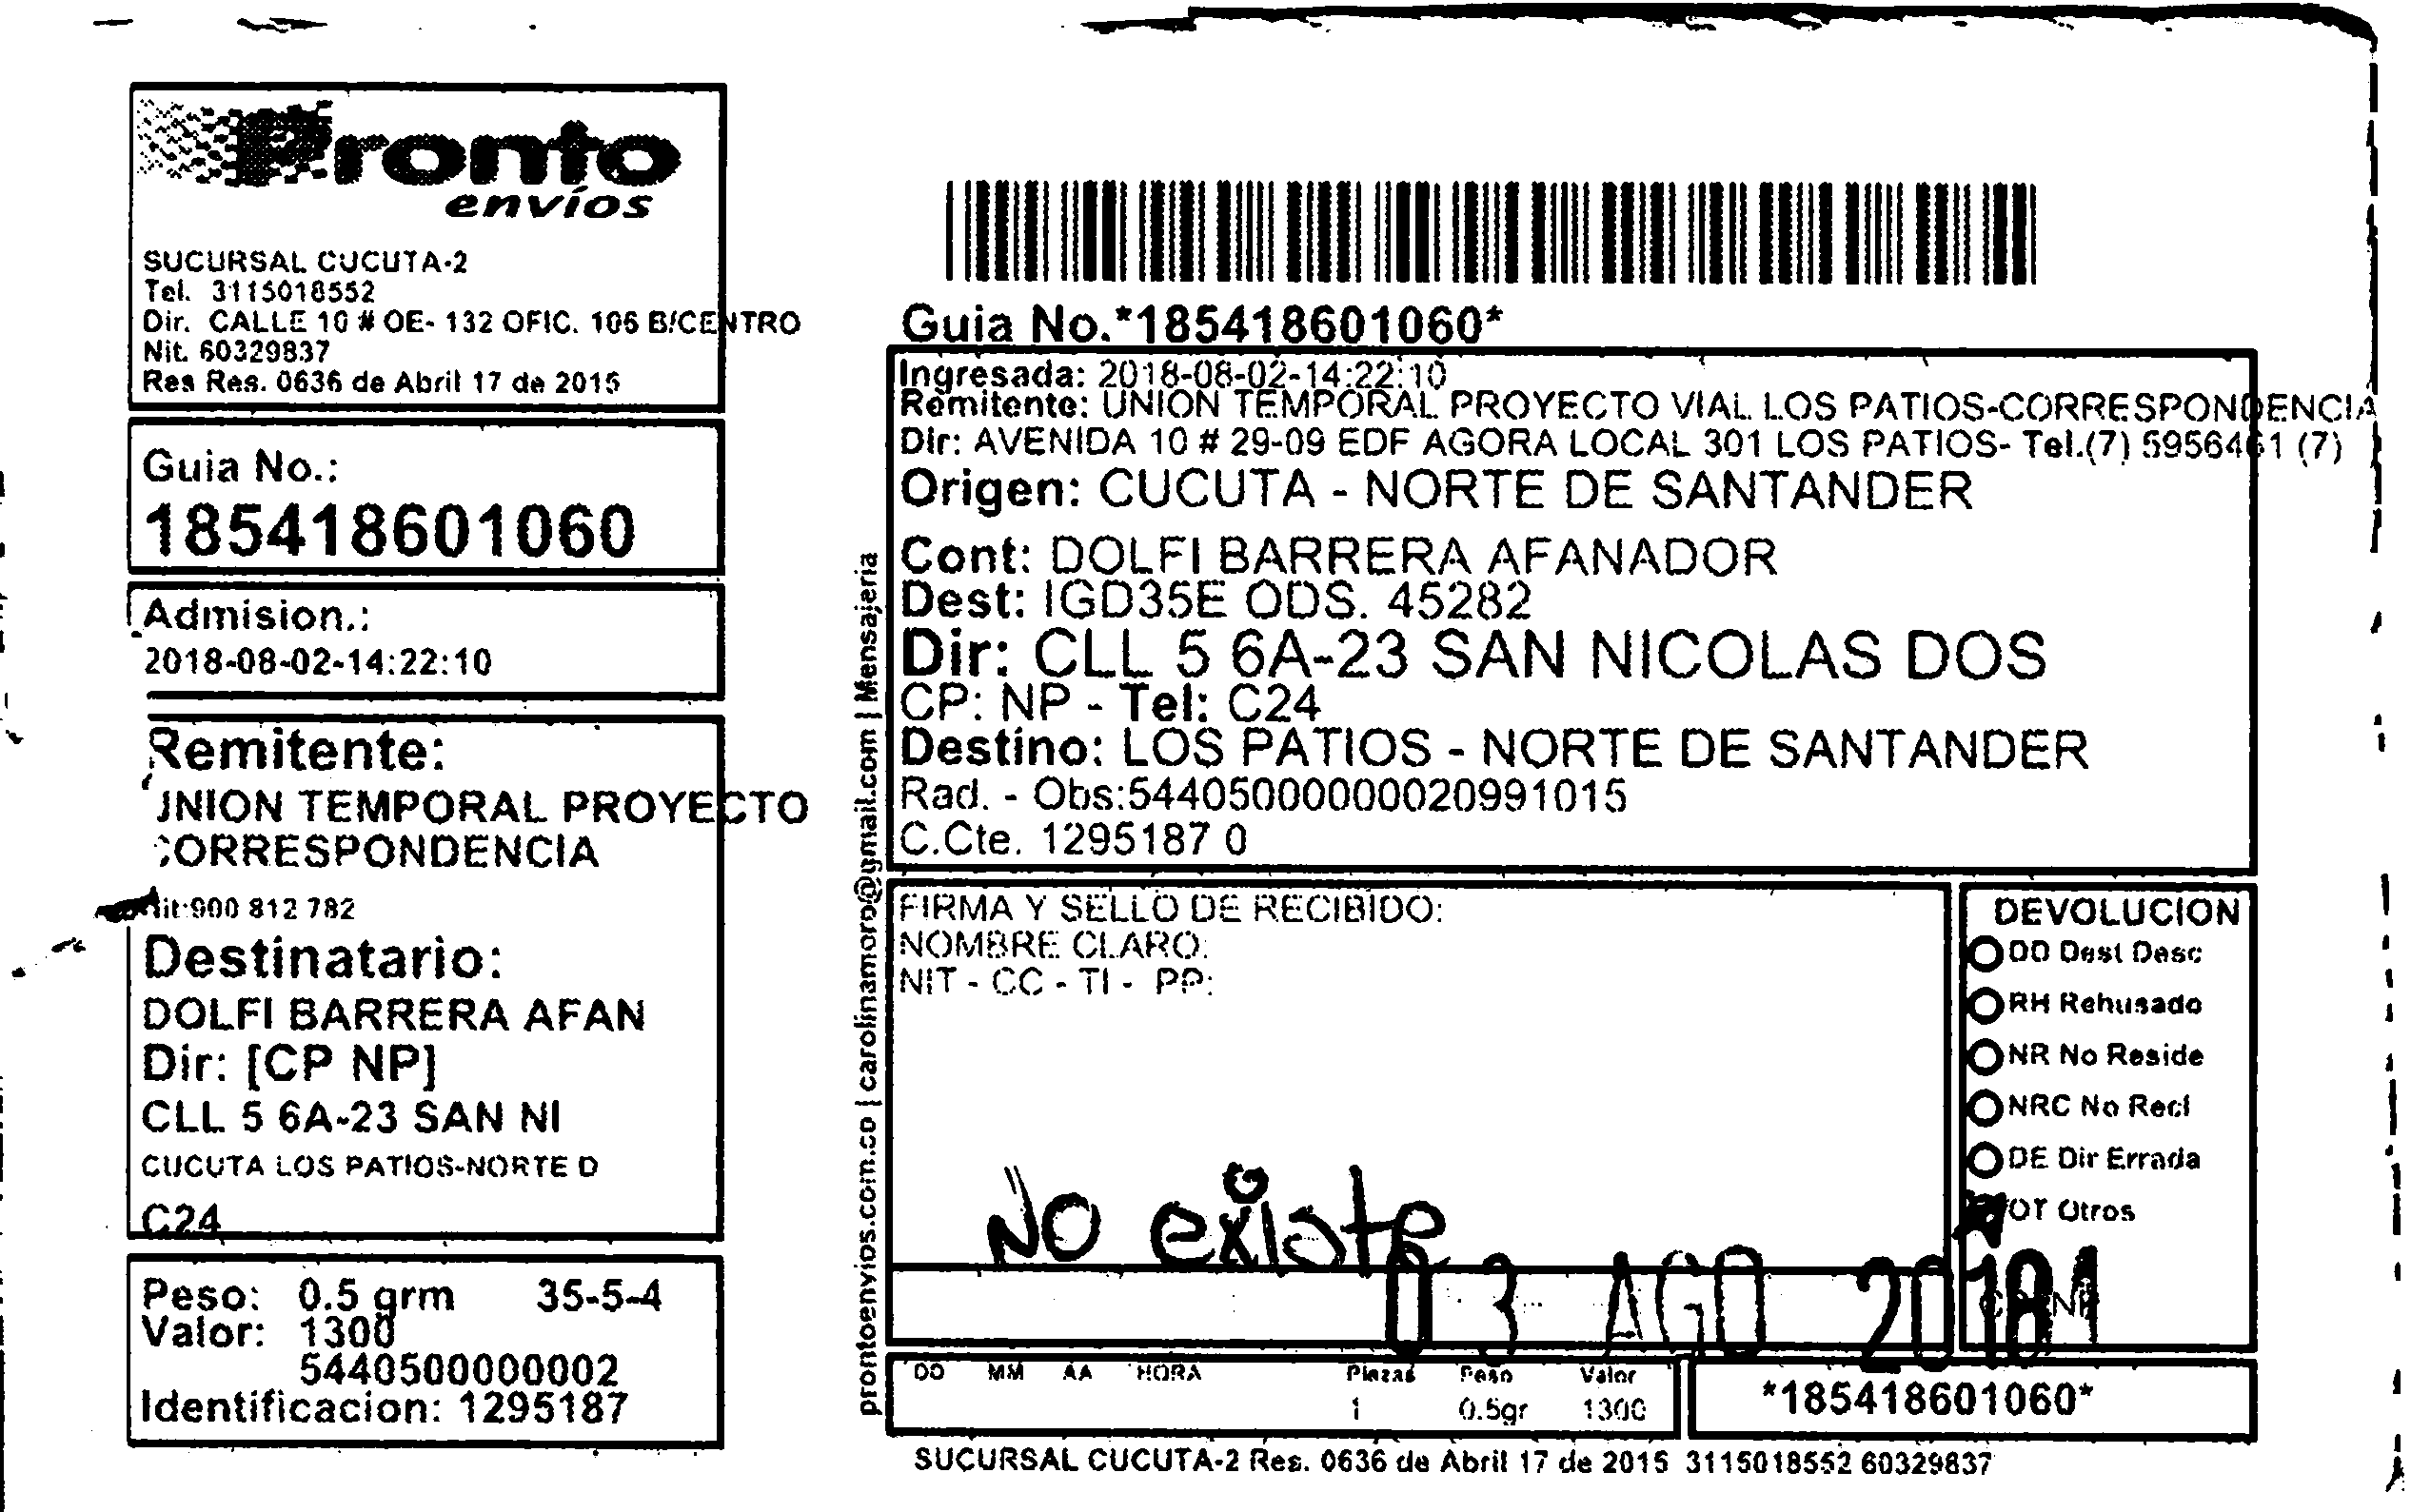 Pronto
envíos
SUCURSAL CUCUTA-2
Tel. 3115018552
Dir. CALLE 10 # OE- 132 OFIC. 106 B/CENTRO
Nit. 60329837
Res Res. 0636 de Abril 17 de 2015
Guia No.:
185418601060
Admision.:
2018-08-02-14:22:10
Remitente:
UNION TEMPORAL PROYECTO
CORRESPONDENCIA
Nit:900 812 782
Destinatario:
DOLFI BARRERA AFAN
Dir: [CP NP]
CLL 5 6A-23 SAN NI
CUCUTA LOS PATIOS-NORTE D
C24
Peso: 0.5 grm 35-5-4
Valor: 1300
5440500000002
Identificacion: 1295187
prontoenvios.com.co | carolinamoro@gmail.com | Mensajeria
Guia No.*185418601060*
Ingresada: 2018-08-02-14:22:10
Remitente: UNION TEMPORAL PROYECTO VIAL LOS PATIOS-CORRESPONDENCIA
Dir: AVENIDA 10 # 29-09 EDF AGORA LOCAL 301 LOS PATIOS- Tel.(7) 5956461 (7)
Origen: CUCUTA - NORTE DE SANTANDER
Cont: DOLFI BARRERA AFANADOR
Dest: IGD35E ODS. 45282
Dir: CLL 5 6A-23 SAN NICOLAS DOS
CP: NP - Tel: C24
Destino: LOS PATIOS - NORTE DE SANTANDER
Rad. - Obs:544050000000020991015
C.Cte. 1295187 0
FIRMA Y SELLO DE RECIBIDO:
NOMBRE CLARO:
NIT - CC - TI - PP:
No existe
DEVOLUCION
DD Dest Desc
RH Rehusado
NR No Reside
NRC No Recl
DE Dir Errada
OT Otros
03 AGO 2018
DD MM AA HORA Piezas Peso Valor
1 0.5gr 1300
*185418601060*
SUCURSAL CUCUTA-2 Res. 0636 de Abril 17 de 2015 3115018552 60329837